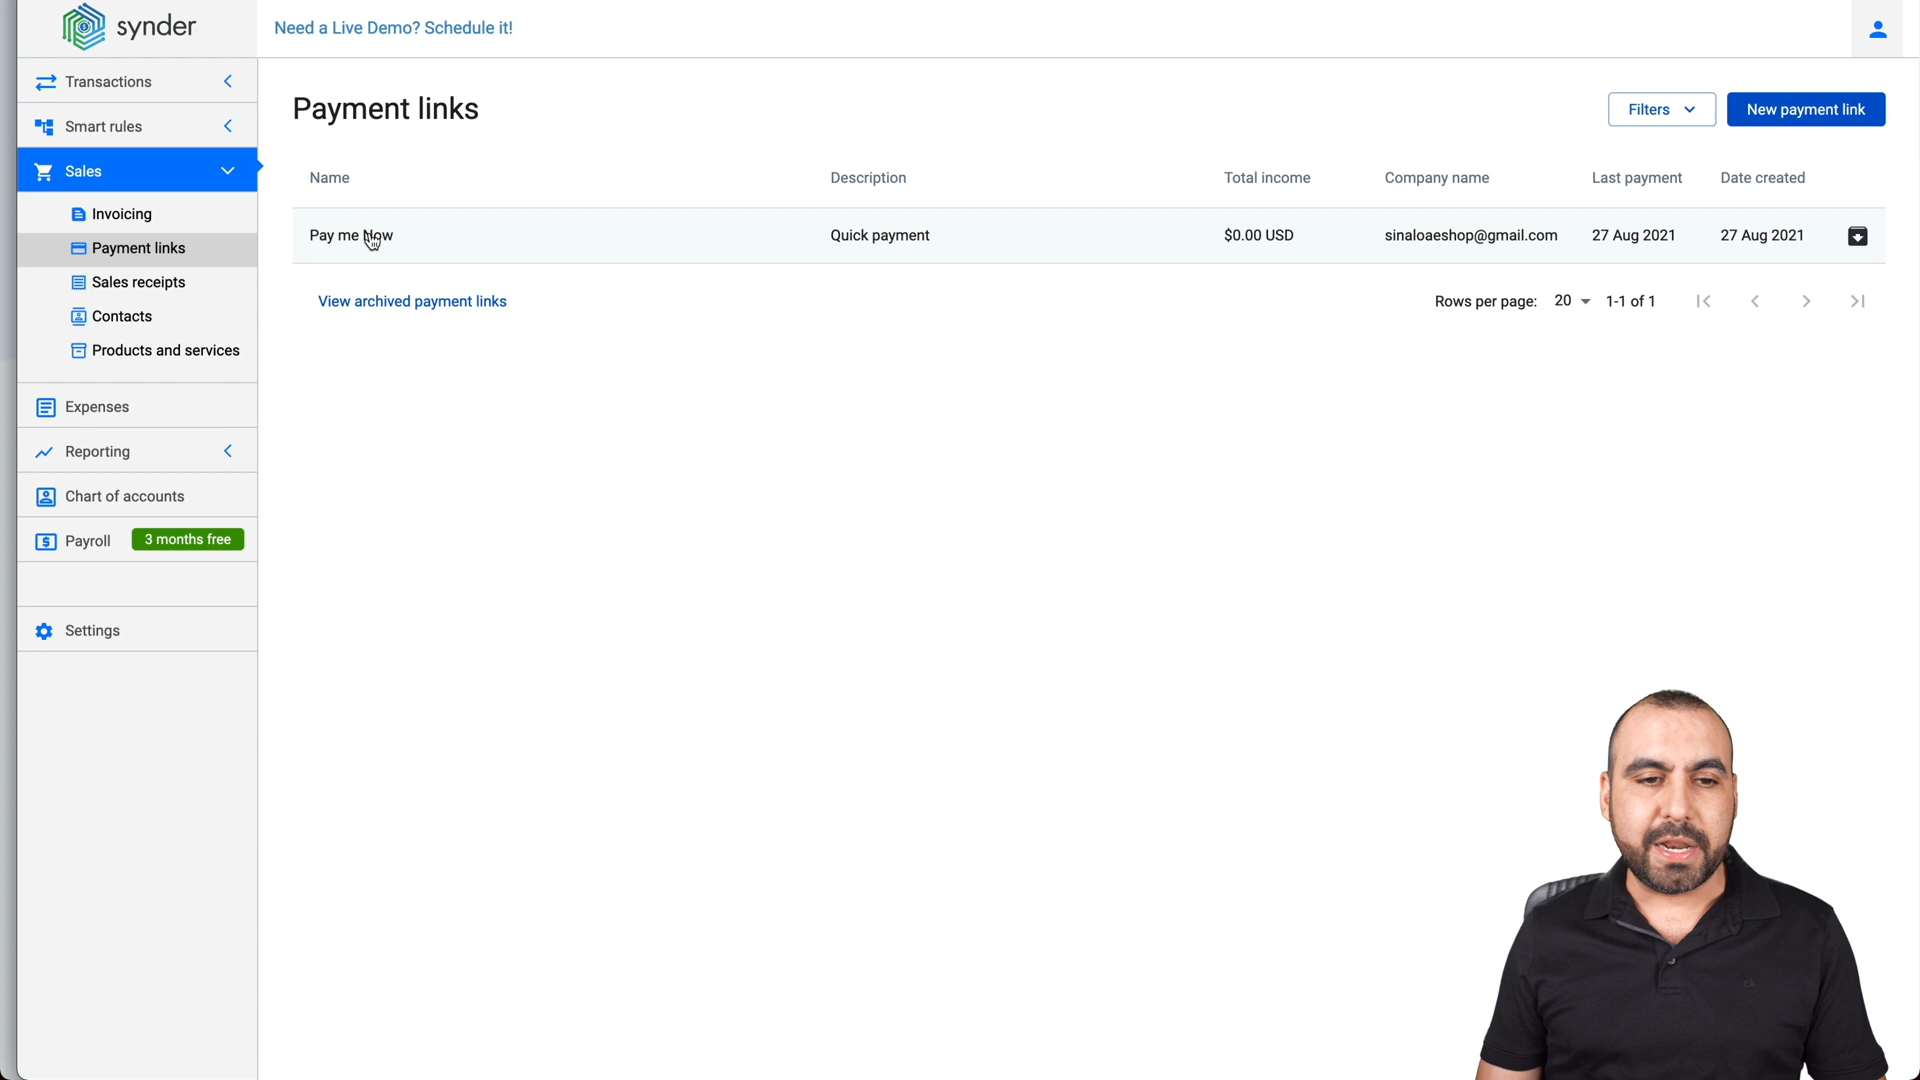 synder
Need a Live Demo? Schedule it!
Transactions
Smart rules
Sales
Invoicing
Payment links
Sales receipts
Contacts
Products and services
Expenses
Reporting
Chart of accounts
Payroll 3 months free
Settings
Payment links
Filters New payment link
Name Description Total income Company name Last payment Date created
Pay me Now Quick payment $0.00 USD sinaloaeshop@gmail.com 27 Aug 2021 27 Aug 2021
View archived payment links Rows per page: 20 1-1 of 1